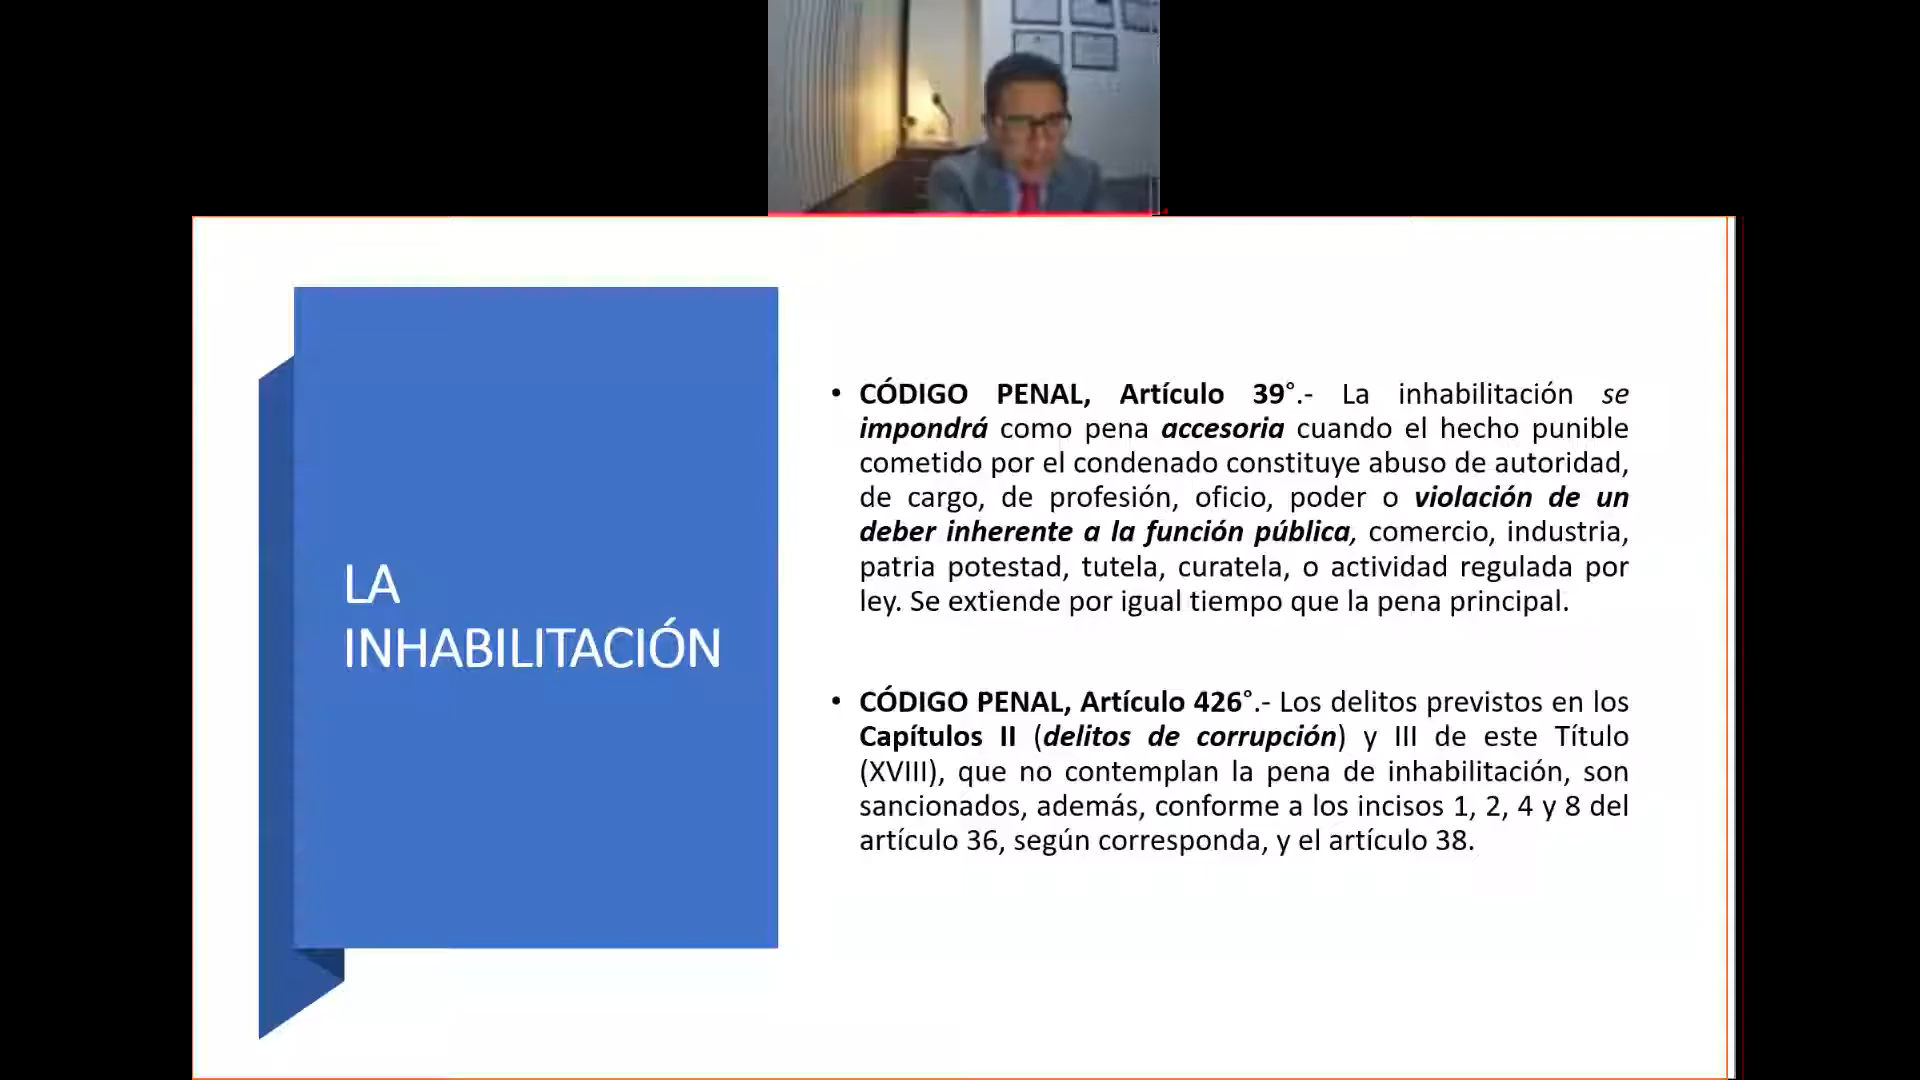 LA
INHABILITACIÓN
• CÓDIGO PENAL, Artículo 39°.- La inhabilitación se
impondrá como pena accesoria cuando el hecho punible
cometido por el condenado constituye abuso de autoridad,
de cargo, de profesión, oficio, poder o violación de un
deber inherente a la función pública, comercio, industria,
patria potestad, tutela, curatela, o actividad regulada por
ley. Se extiende por igual tiempo que la pena principal.
• CÓDIGO PENAL, Artículo 426°.- Los delitos previstos en los
Capítulos II (delitos de corrupción) y III de este Título
(XVIII), que no contemplan la pena de inhabilitación, son
sancionados, además, conforme a los incisos 1, 2, 4 y 8 del
artículo 36, según corresponda, y el artículo 38.